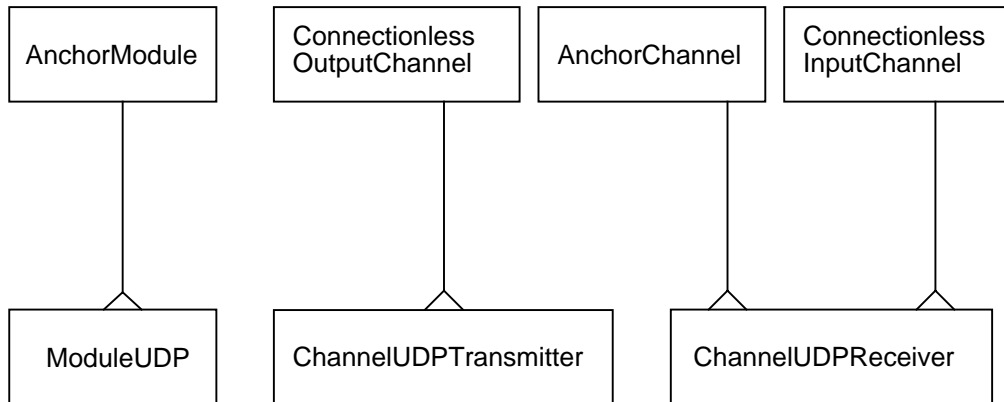 AnchorModule
Connectionless
OutputChannel
AnchorChannel
Connectionless
InputChannel
ModuleUDP
ChannelUDPTransmitter
ChannelUDPReceiver